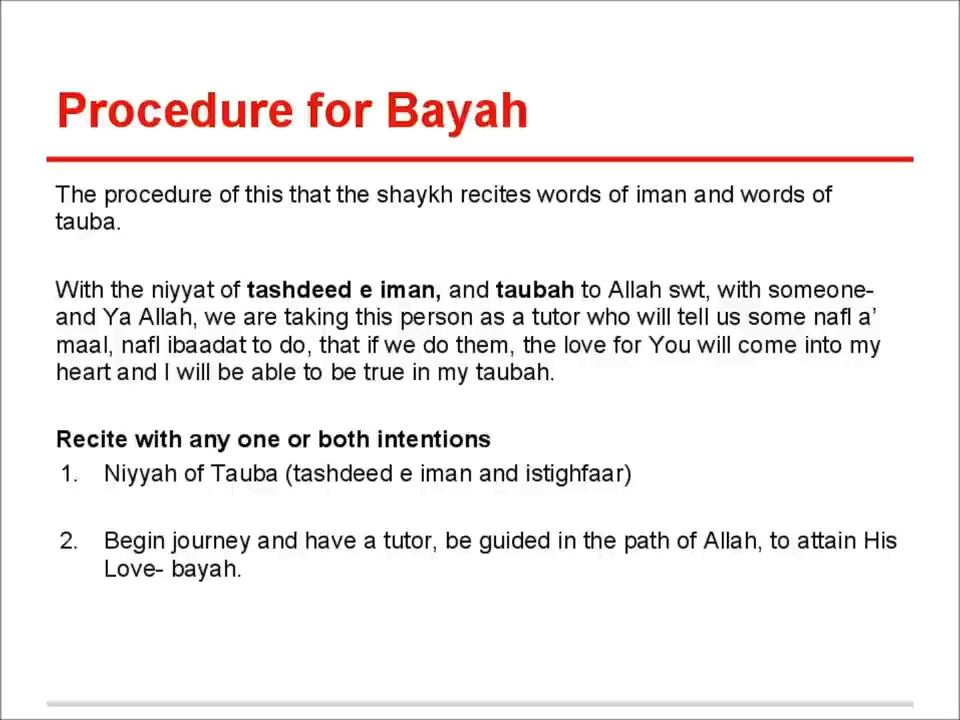 Procedure for Bayah
The procedure of this that the shaykh recites words of iman and words of
tauba.
With the niyyat of tashdeed e iman, and taubah to Allah swt, with someone-
and Ya Allah, we are taking this person as a tutor who will tell us some nafl a’
maal, nafl ibaadat to do, that if we do them, the love for You will come into my
heart and I will be able to be true in my taubah.
Recite with any one or both intentions
1. Niyyah of Tauba (tashdeed e iman and istighfaar)
2. Begin journey and have a tutor, be guided in the path of Allah, to attain His
Love- bayah.